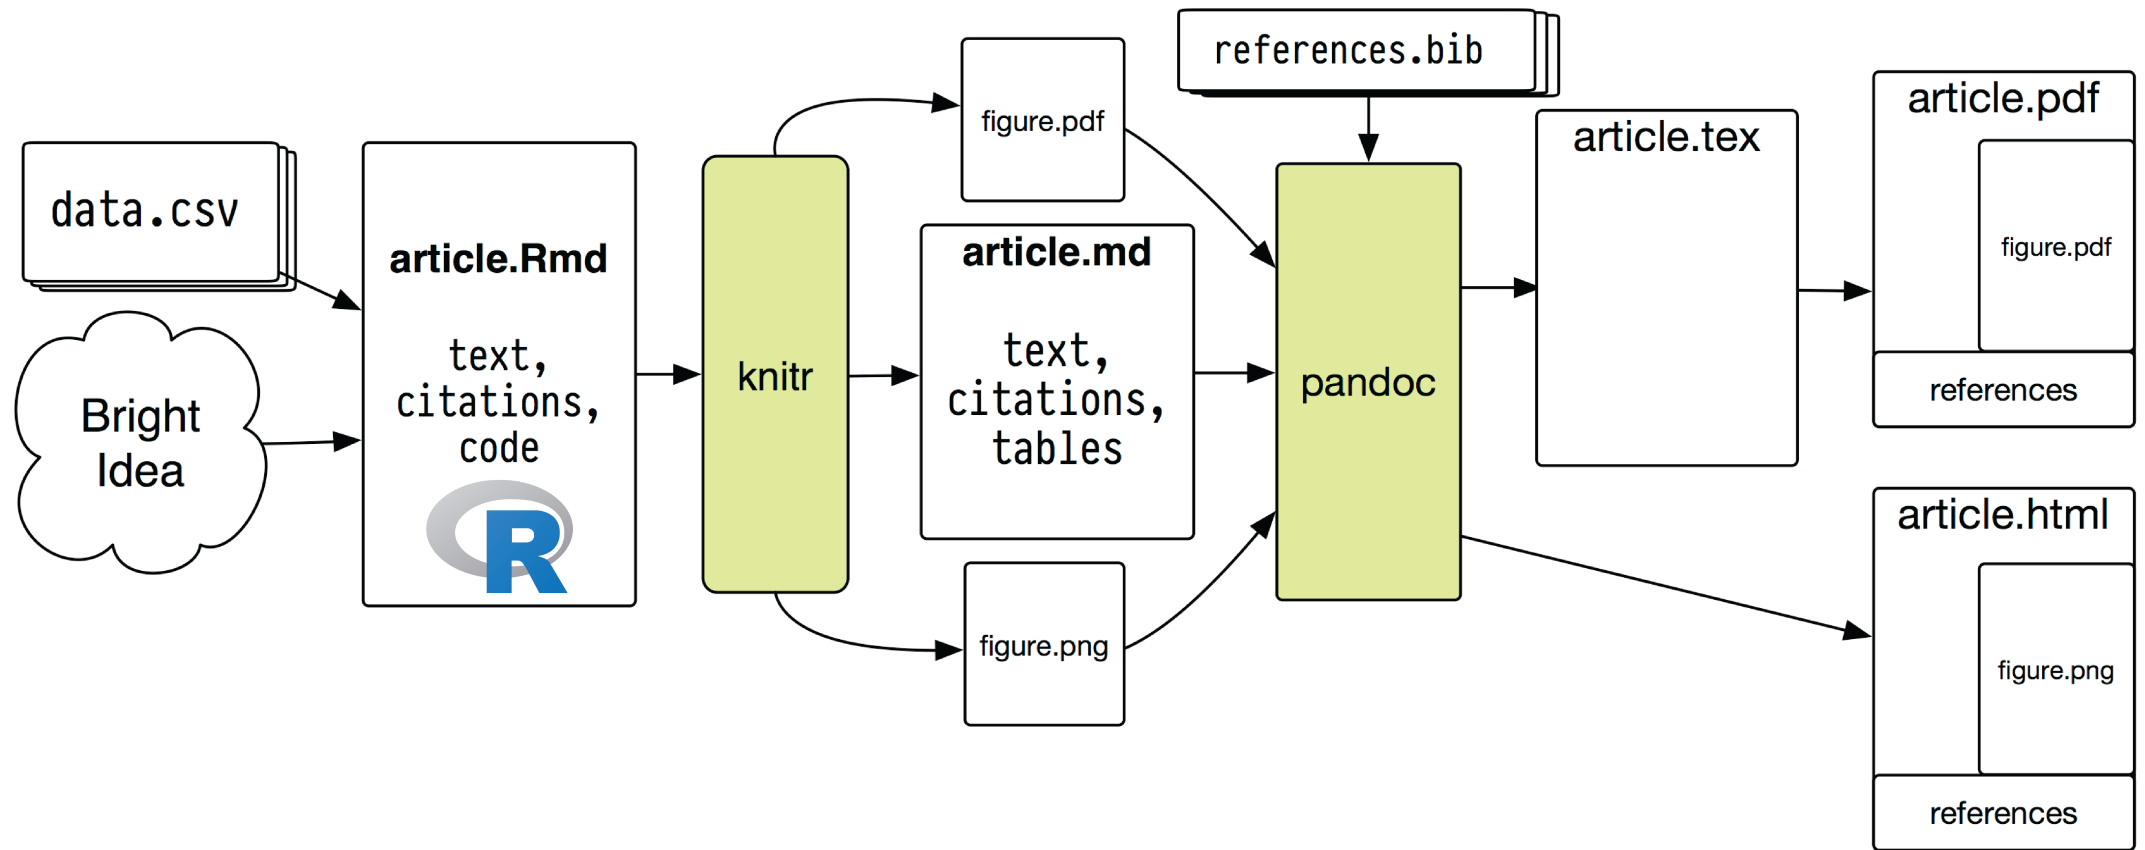 data.csv
Bright
Idea
article.Rmd
text,
citations,
code
R
knitr
figure.pdf
article.md
text,
citations,
tables
figure.png
references.bib
pandoc
article.tex
article.pdf
figure.pdf
references
article.html
figure.png
references